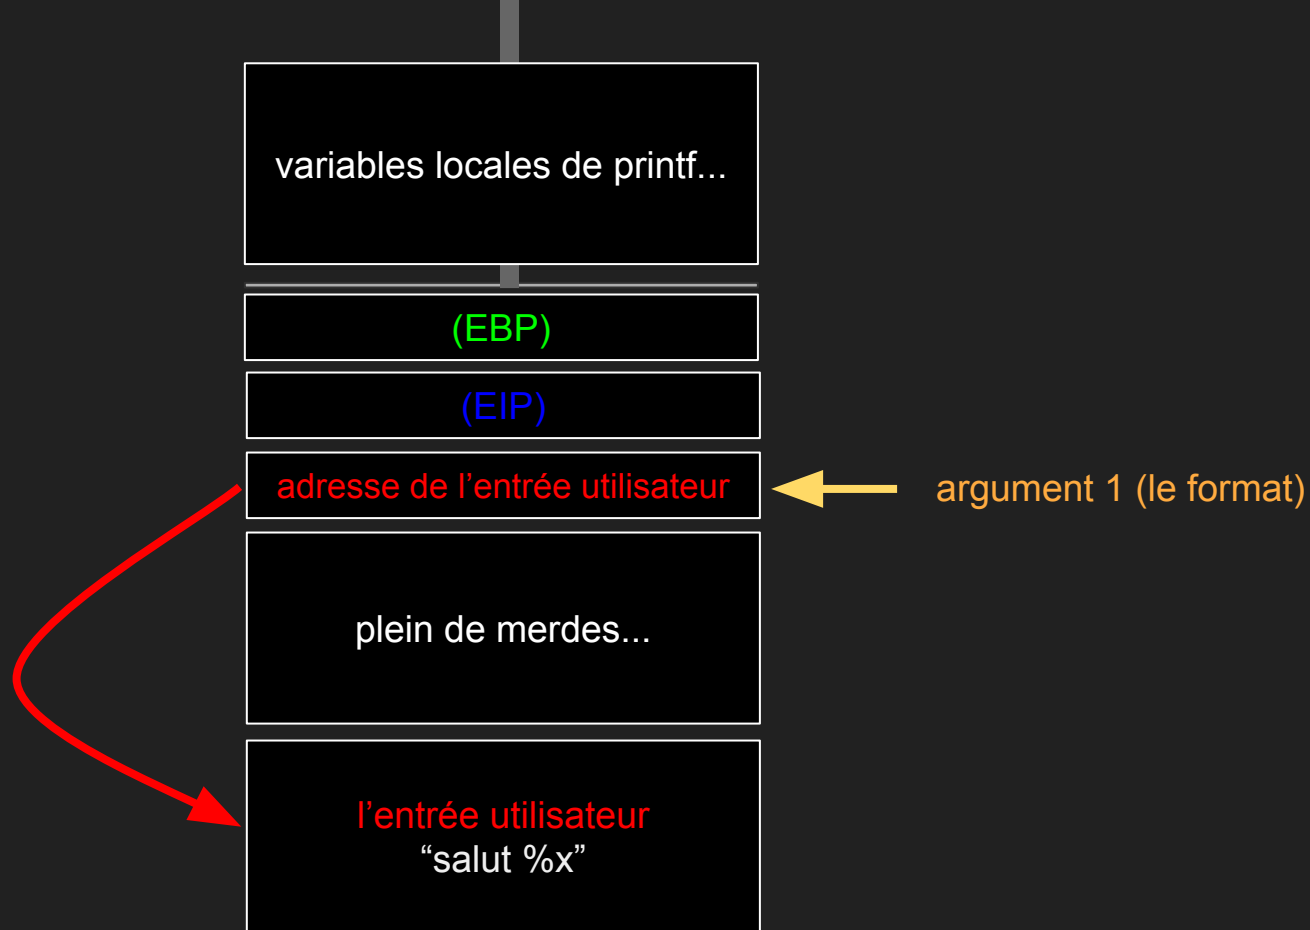 variables locales de printf...
(EBP)
(EIP)
adresse de l’entrée utilisateur
argument 1 (le format)
plein de merdes...
l’entrée utilisateur
“salut %x”